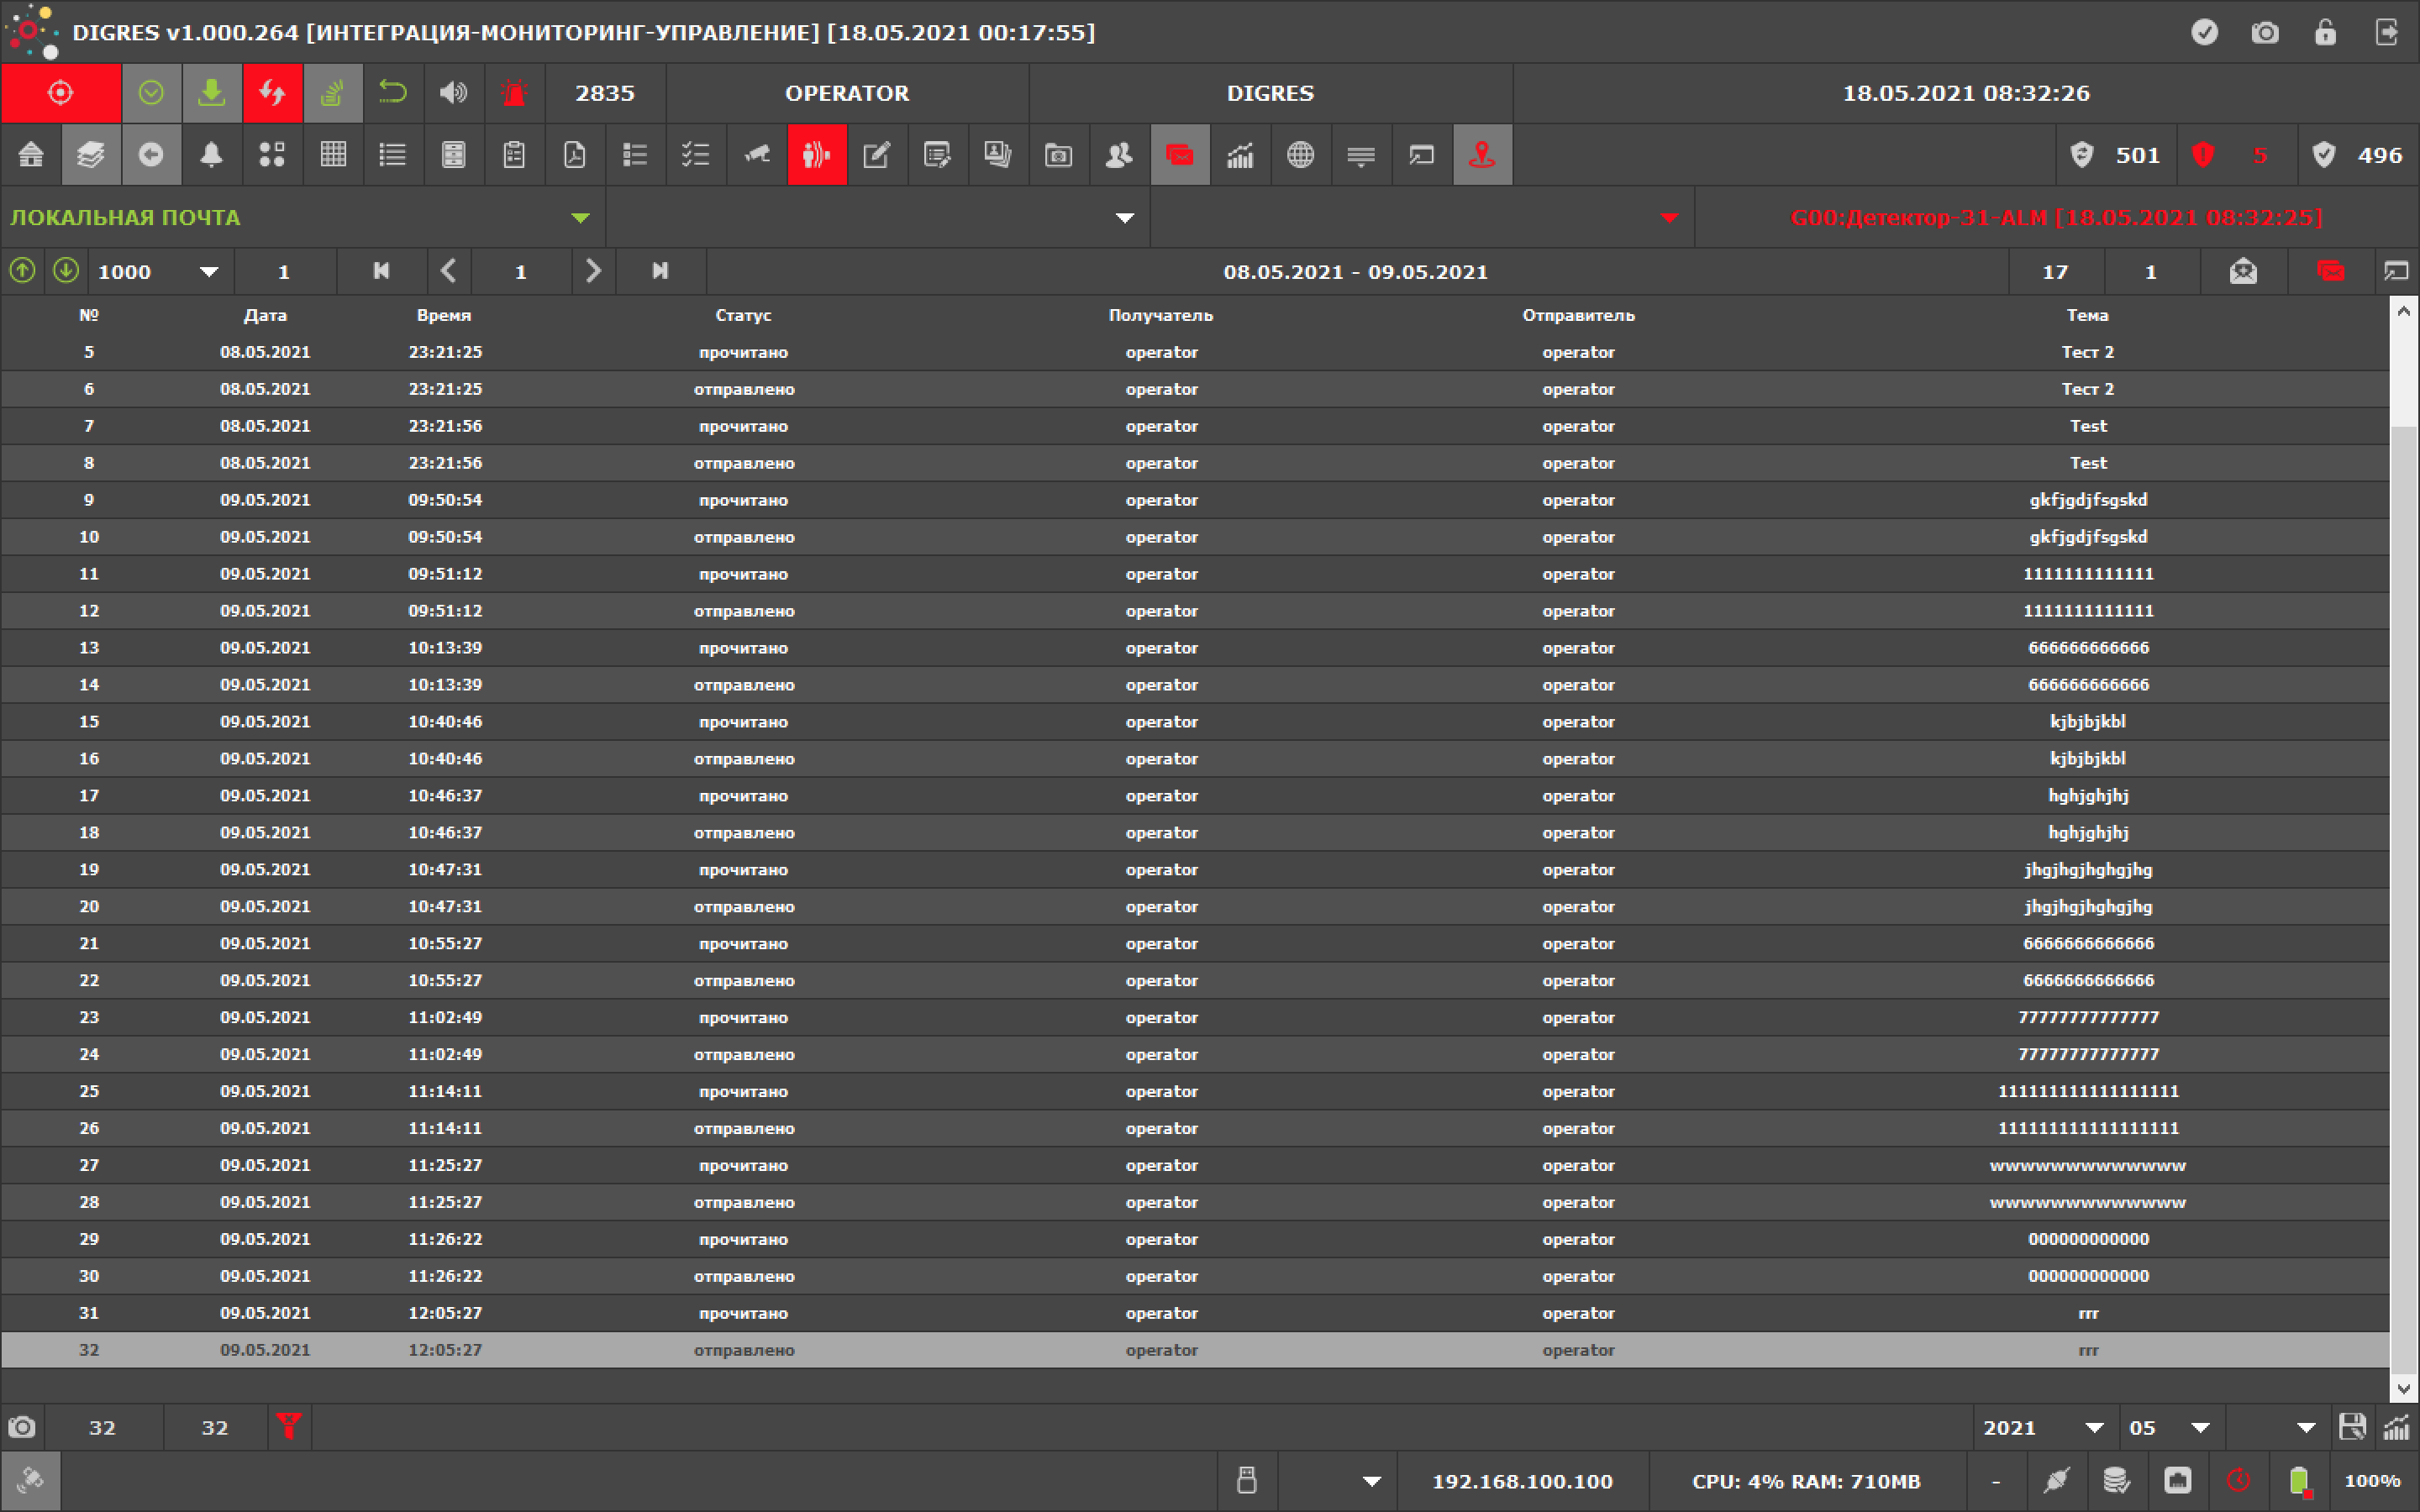 DIGRES v1.000.264 [ИНТЕГРАЦИЯ-МОНИТОРИНГ-УПРАВЛЕНИЕ] [18.05.2021 00:17:55]
2835 OPERATOR DIGRES 18.05.2021 08:32:26
501 5 496
ЛОКАЛЬНАЯ ПОЧТА G00:Детектор-31-ALM [18.05.2021 08:32:25]
1000 1 1 08.05.2021 - 09.05.2021 17 1
№ Дата Время Статус Получатель Отправитель Тема
5 08.05.2021 23:21:25 прочитано operator operator Тест 2
6 08.05.2021 23:21:25 отправлено operator operator Тест 2
7 08.05.2021 23:21:56 прочитано operator operator Test
8 08.05.2021 23:21:56 отправлено operator operator Test
9 09.05.2021 09:50:54 прочитано operator operator gkfjgdjfsgskd
10 09.05.2021 09:50:54 отправлено operator operator gkfjgdjfsgskd
11 09.05.2021 09:51:12 прочитано operator operator 1111111111111
12 09.05.2021 09:51:12 отправлено operator operator 1111111111111
13 09.05.2021 10:13:39 прочитано operator operator 666666666666
14 09.05.2021 10:13:39 отправлено operator operator 666666666666
15 09.05.2021 10:40:46 прочитано operator operator kjbjbjkbl
16 09.05.2021 10:40:46 отправлено operator operator kjbjbjkbl
17 09.05.2021 10:46:37 прочитано operator operator hghjghjhj
18 09.05.2021 10:46:37 отправлено operator operator hghjghjhj
19 09.05.2021 10:47:31 прочитано operator operator jhgjhgjhghgjhg
20 09.05.2021 10:47:31 отправлено operator operator jhgjhgjhghgjhg
21 09.05.2021 10:55:27 прочитано operator operator 6666666666666
22 09.05.2021 10:55:27 отправлено operator operator 6666666666666
23 09.05.2021 11:02:49 прочитано operator operator 77777777777777
24 09.05.2021 11:02:49 отправлено operator operator 77777777777777
25 09.05.2021 11:14:11 прочитано operator operator 111111111111111111
26 09.05.2021 11:14:11 отправлено operator operator 111111111111111111
27 09.05.2021 11:25:27 прочитано operator operator wwwwwwwwwwwww
28 09.05.2021 11:25:27 отправлено operator operator wwwwwwwwwwwww
29 09.05.2021 11:26:22 прочитано operator operator 000000000000
30 09.05.2021 11:26:22 отправлено operator operator 000000000000
31 09.05.2021 12:05:27 прочитано operator operator rrr
32 09.05.2021 12:05:27 отправлено operator operator rrr
32 32 2021 05
192.168.100.100 CPU: 4% RAM: 710MB - 100%